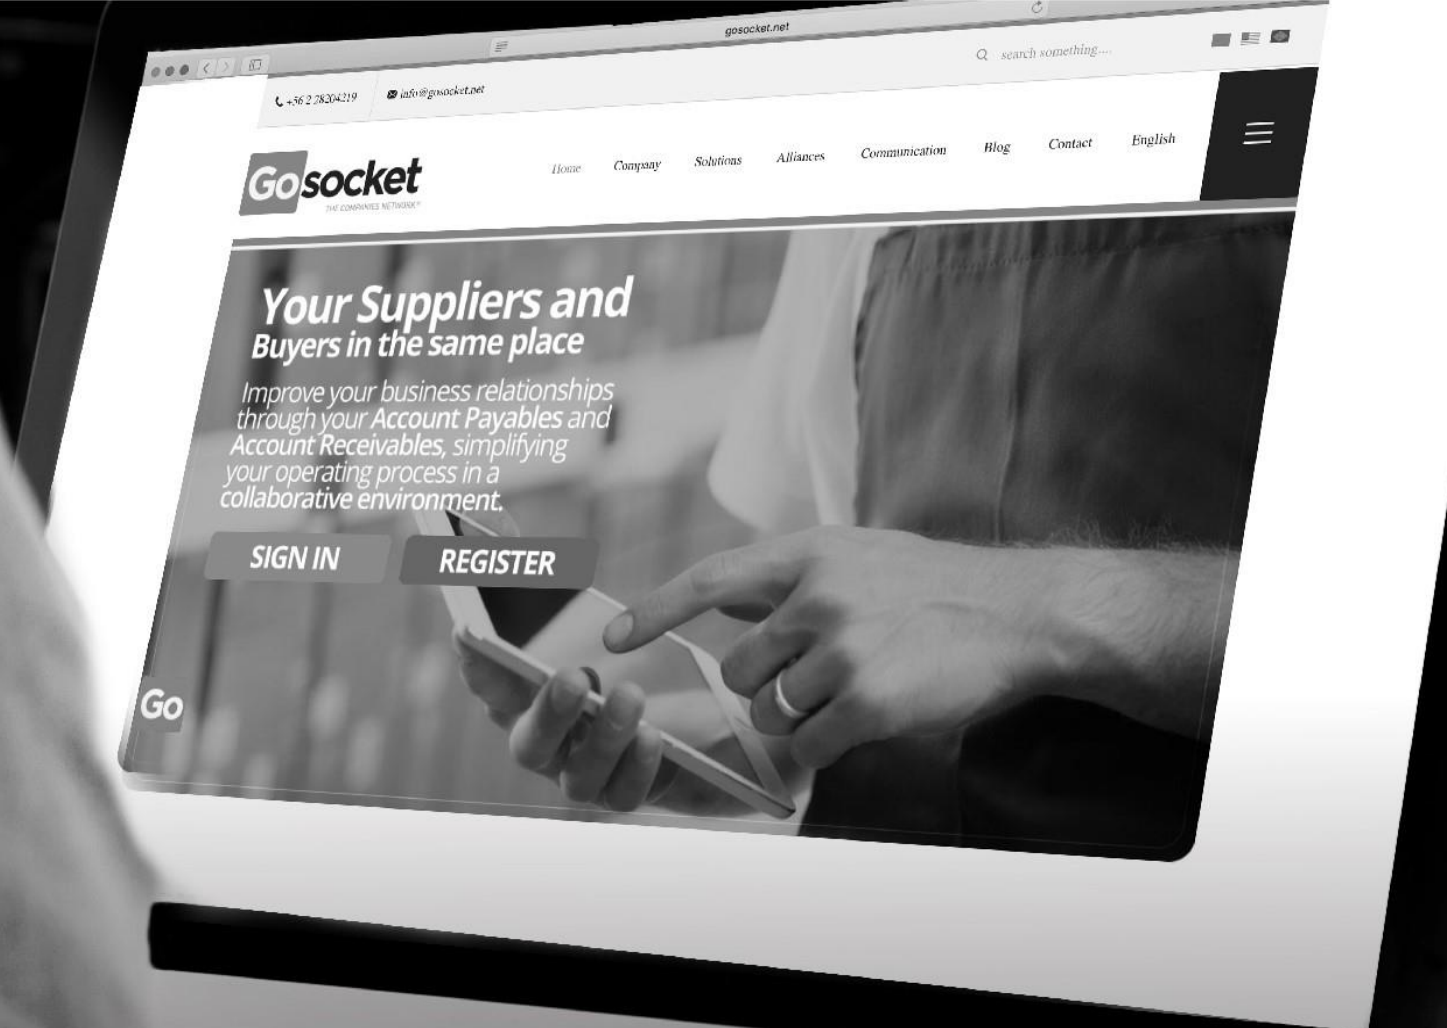 gosocket.net
+56 2 28204219
info@gosocket.net
search something....
Gosocket
THE COMPANIES NETWORK®
Home
Company
Solutions
Alliances
Communication
Blog
Contact
English
Your Suppliers and
Buyers in the same place
Improve your business relationships
through your Account Payables and
Account Receivables, simplifying
your operating process in a
collaborative environment.
SIGN IN
REGISTER
Go